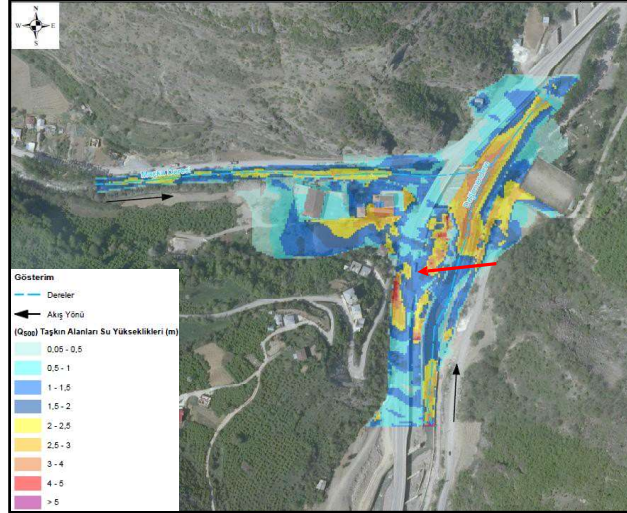 N
W E
S
Gösterim
Dereler
Akış Yönü
(Q500) Taşkın Alanları Su Yükseklikleri (m)
0,05 - 0,5
0,5 - 1
1 - 1,5
1,5 - 2
2 - 2,5
2,5 - 3
3 - 4
4 - 5
> 5